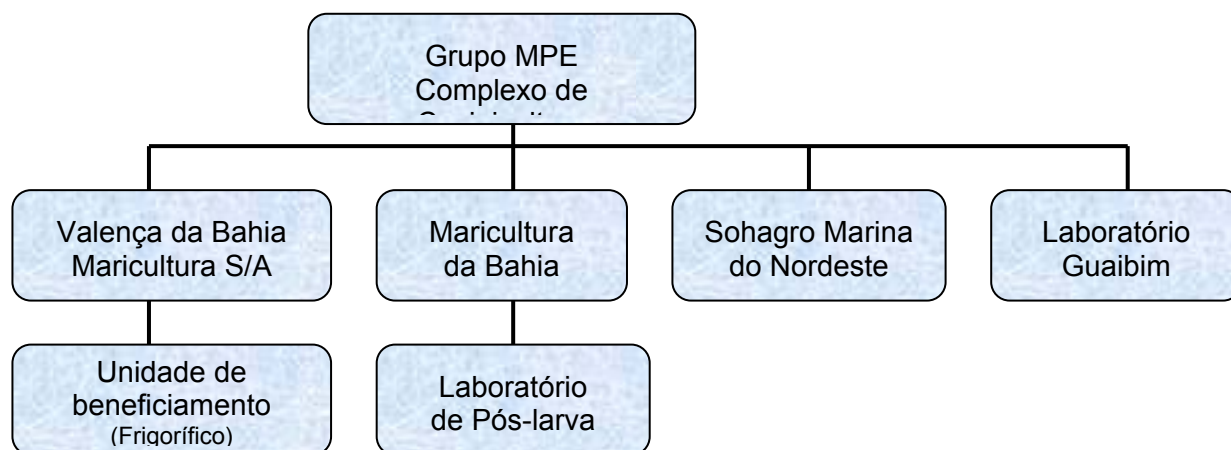 Grupo MPE
Complexo de
Valença da Bahia
Maricultura S/A
Maricultura
da Bahia
Sohagro Marina
do Nordeste
Laboratório
Guaibim
Unidade de
beneficiamento
(Frigorífico)
Laboratório
de Pós-larva